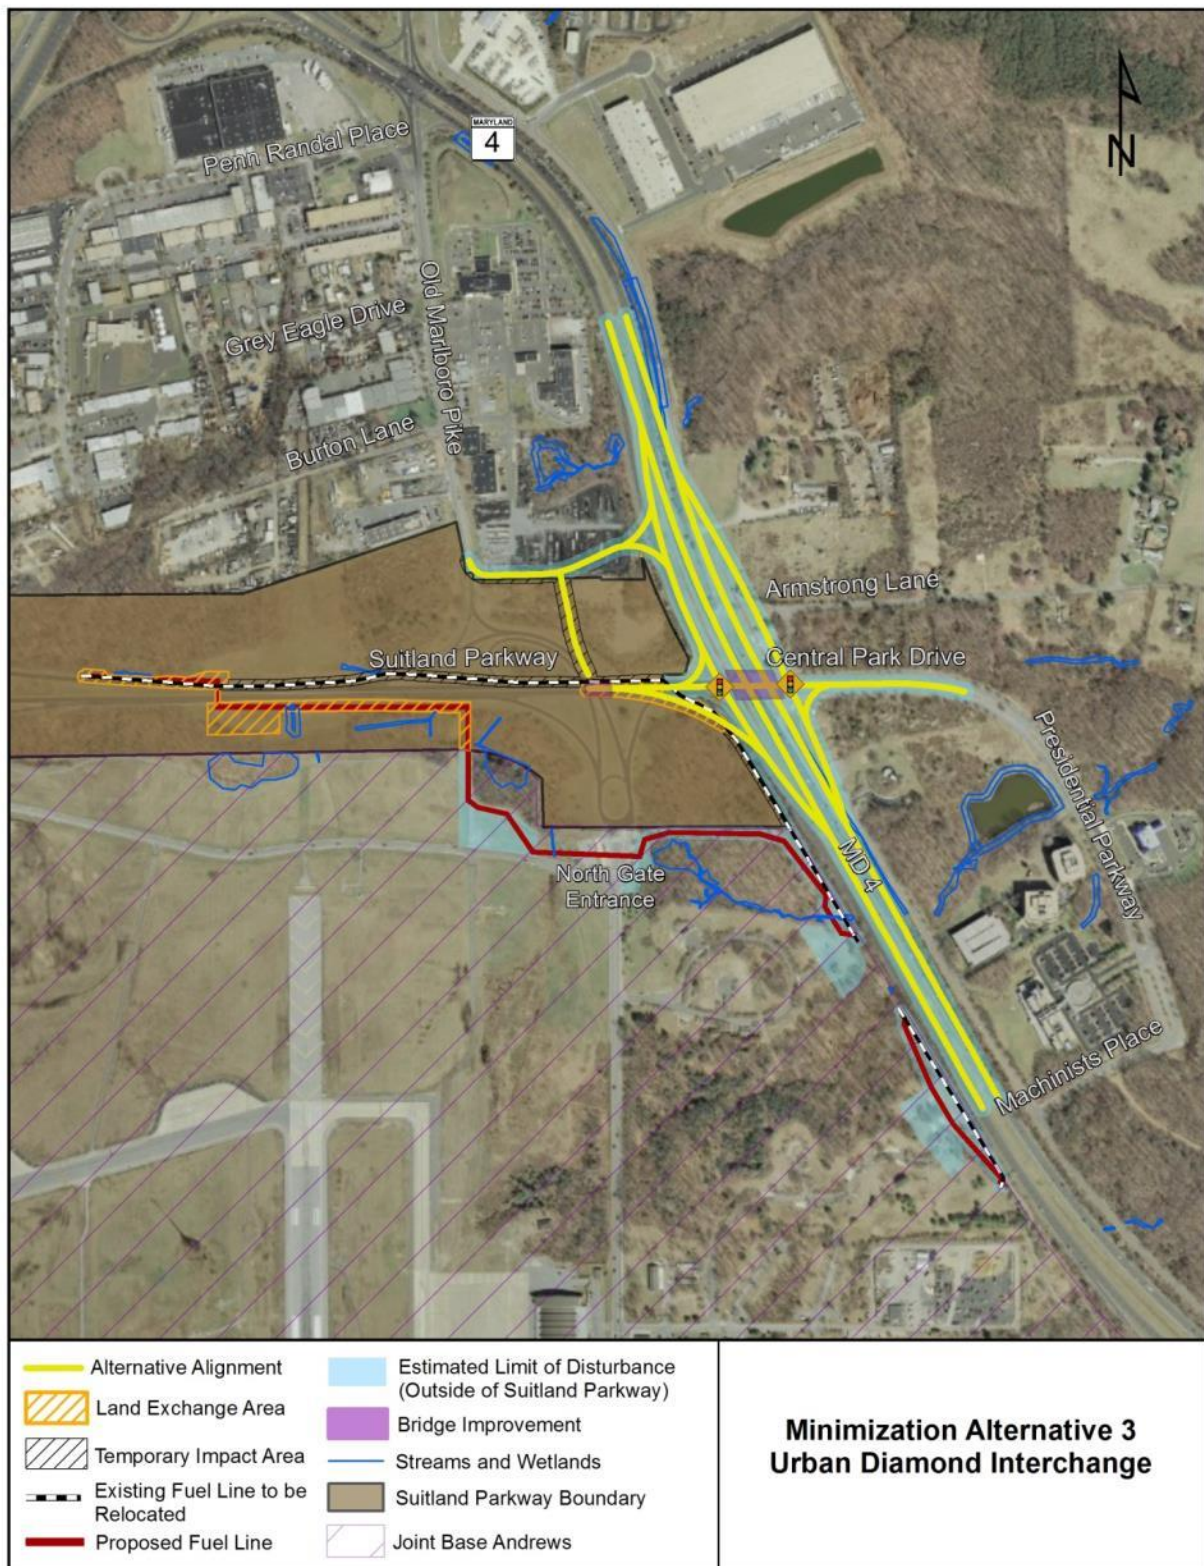 MARYLAND
4
N
Penn Randal Place
Old Marlboro Pike
Grey Eagle Drive
Burton Lane
Armstrong Lane
Suitland Parkway
Central Park Drive
Presidential Parkway
MD 4
North Gate
Entrance
Machinists Place
Alternative Alignment
Land Exchange Area
Temporary Impact Area
Existing Fuel Line to be
Relocated
Proposed Fuel Line
Estimated Limit of Disturbance
(Outside of Suitland Parkway)
Bridge Improvement
Streams and Wetlands
Suitland Parkway Boundary
Joint Base Andrews
Minimization Alternative 3
Urban Diamond Interchange